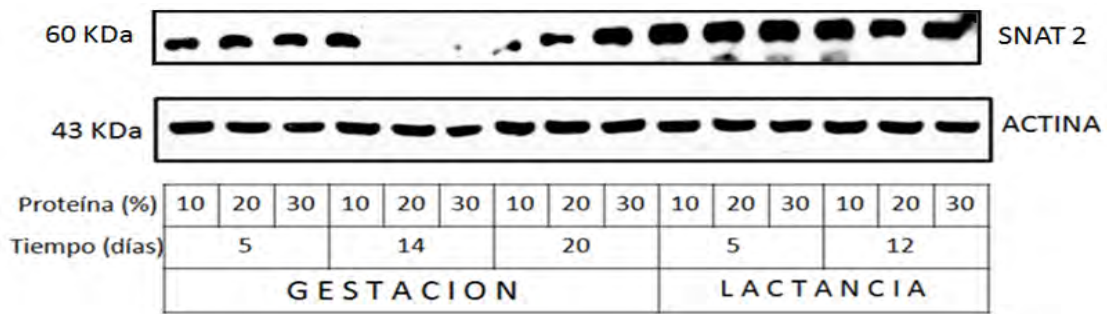 60 KDa SNAT 2
43 KDa ACTINA
Proteína (%) 10 20 30 10 20 30 10 20 30 10 20 30 10 20 30
Tiempo (días) 5 14 20 5 12
GESTACION LACTANCIA